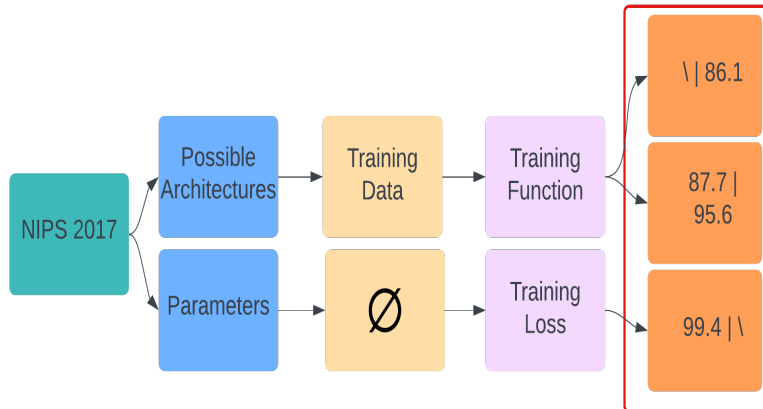 NIPS 2017
Possible
Architectures
Training
Data
Training
Function
\ | 86.1
87.7 |
95.6
Parameters
Ø
Training
Loss
99.4 | \